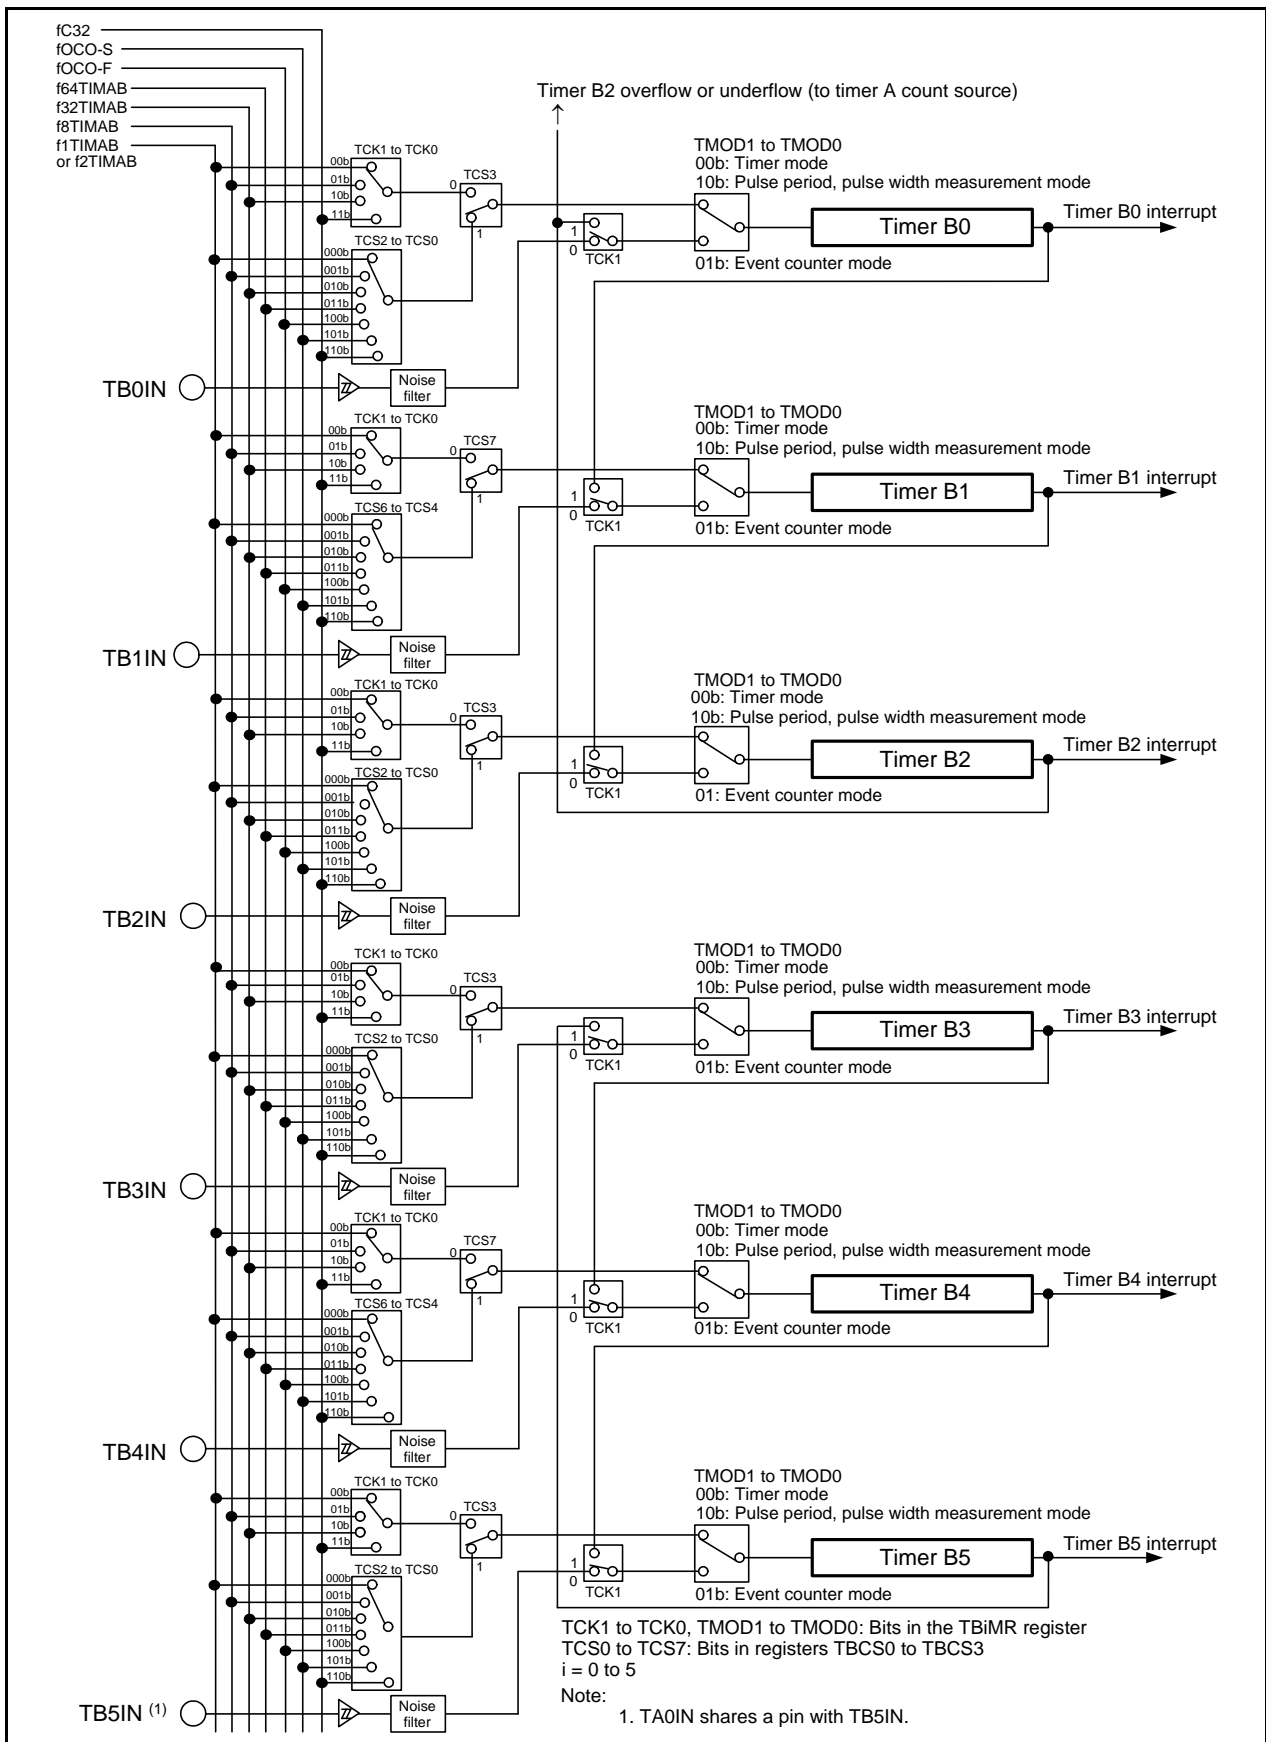 fC32
fOCO-S
fOCO-F
f64TIMAB
f32TIMAB
f8TIMAB
f1TIMAB
or f2TIMAB
Timer B2 overflow or underflow (to timer A count source)
TCK1 to TCK0
00b
01b
10b
11b
TCS3
0
1
TCS2 to TCS0
000b
001b
010b
011b
100b
101b
110b
TMOD1 to TMOD0
00b: Timer mode
10b: Pulse period, pulse width measurement mode
1
0
TCK1
01b: Event counter mode
Timer B0
Timer B0 interrupt
TB0IN
Noise
filter
TCK1 to TCK0
00b
01b
10b
11b
TCS7
0
1
TCS6 to TCS4
000b
001b
010b
011b
100b
101b
110b
TMOD1 to TMOD0
00b: Timer mode
10b: Pulse period, pulse width measurement mode
1
0
TCK1
01b: Event counter mode
Timer B1
Timer B1 interrupt
TB1IN
Noise
filter
TCK1 to TCK0
00b
01b
10b
11b
TCS3
0
1
TCS2 to TCS0
000b
001b
010b
011b
100b
101b
110b
TMOD1 to TMOD0
00b: Timer mode
10b: Pulse period, pulse width measurement mode
1
0
TCK1
01: Event counter mode
Timer B2
Timer B2 interrupt
TB2IN
Noise
filter
TCK1 to TCK0
00b
01b
10b
11b
TCS3
0
1
TCS2 to TCS0
000b
001b
010b
011b
100b
101b
110b
TMOD1 to TMOD0
00b: Timer mode
10b: Pulse period, pulse width measurement mode
1
0
TCK1
01b: Event counter mode
Timer B3
Timer B3 interrupt
TB3IN
Noise
filter
TCK1 to TCK0
00b
01b
10b
11b
TCS7
0
1
TCS6 to TCS4
000b
001b
010b
011b
100b
101b
110b
TMOD1 to TMOD0
00b: Timer mode
10b: Pulse period, pulse width measurement mode
1
0
TCK1
01b: Event counter mode
Timer B4
Timer B4 interrupt
TB4IN
Noise
filter
TCK1 to TCK0
00b
01b
10b
11b
TCS3
0
1
TCS2 to TCS0
000b
001b
010b
011b
100b
101b
110b
TMOD1 to TMOD0
00b: Timer mode
10b: Pulse period, pulse width measurement mode
1
0
TCK1
01b: Event counter mode
Timer B5
Timer B5 interrupt
TB5IN (1)
Noise
filter
TCK1 to TCK0, TMOD1 to TMOD0: Bits in the TBiMR register
TCS0 to TCS7: Bits in registers TBCS0 to TBCS3
i = 0 to 5
Note:
1. TA0IN shares a pin with TB5IN.